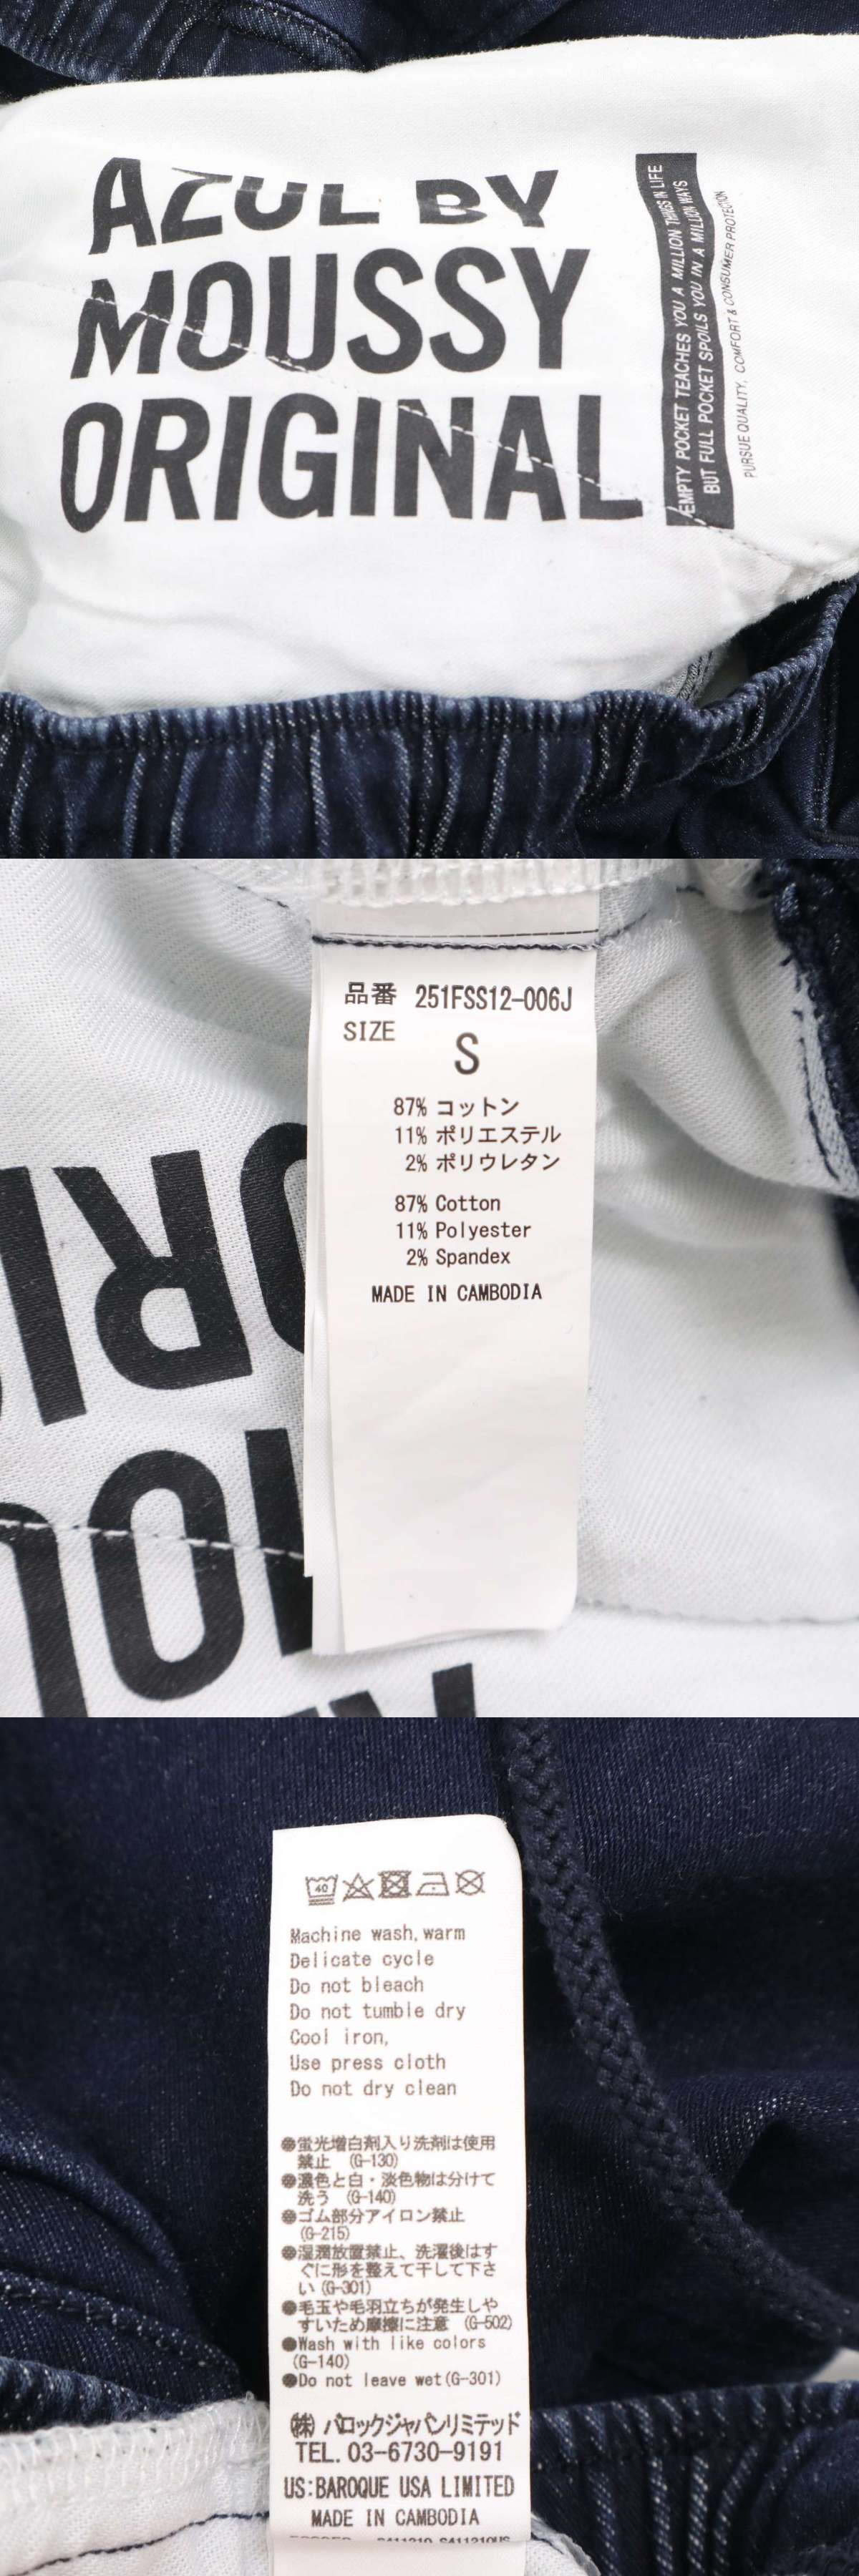 AZUL BY
MOUSSY
ORIGINAL
EMPTY POCKET TEACHES YOU A MILLION THINGS IN LIFE
BUT FULL POCKET SPOILS YOU IN A MILLION WAYS
PURSUE QUALITY, COMFORT & CONSUMER PROTECTION
品番 251FSS12-006J
SIZE
S
87% コットン
11% ポリエステル
2% ポリウレタン
87% Cotton
11% Polyester
2% Spandex
MADE IN CAMBODIA
ORI
40
Machine wash, warm
Delicate cycle
Do not bleach
Do not tumble dry
Cool iron,
Use press cloth
Do not dry clean
●蛍光増白剤入り洗剤は使用
禁止 (G-130)
●濃色と白・淡色物は分けて
洗う (G-140)
●ゴム部分アイロン禁止
(G-215)
●湿潤放置禁止、洗濯後はす
ぐに形を整えて干して下さ
い (G-301)
●毛玉や毛羽立ちが発生しや
すいため摩擦に注意 (G-502)
●Wash with like colors
(G-140)
●Do not leave wet(G-301)
㈱ バロックジャパンリミテッド
TEL. 03-6730-9191
US:BAROQUE USA LIMITED
MADE IN CAMBODIA